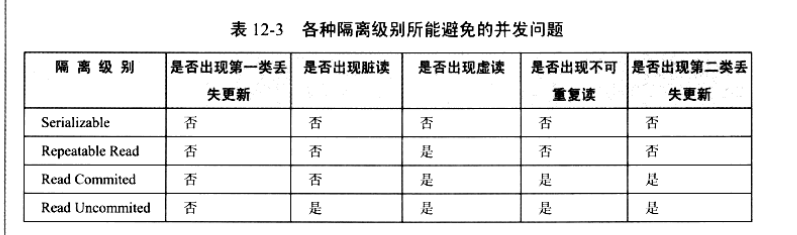 表 12-3 各种隔离级别所能避免的并发问题
隔 离 级 别 是否出现第一类丢失更新 是否出现脏读 是否出现虚读 是否出现不可重复读 是否出现第二类丢失更新
Serializable 否 否 否 否 否
Repeatable Read 否 否 是 否 否
Read Commited 否 否 是 是 是
Read Uncommited 否 是 是 是 是